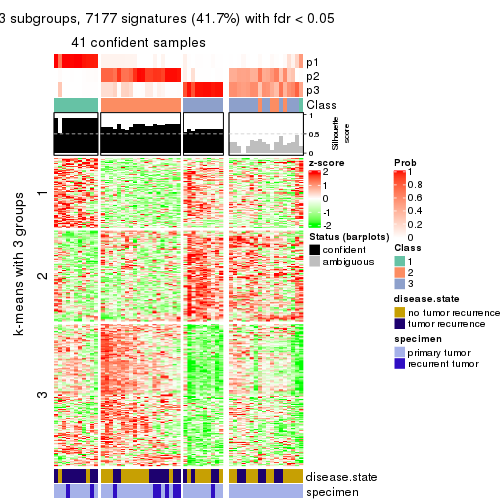 3 subgroups, 7177 signatures (41.7%) with fdr < 0.05
41 confident samples
p1
p2
p3
Class
1
0.5
0
Silhouette
score
k-means with 3 groups
1
2
3
z-score
2
1
0
-1
-2
Status (barplots)
confident
ambiguous
Prob
1
0.8
0.6
0.4
0.2
0
Class
1
2
3
disease.state
no tumor recurrence
tumor recurrence
specimen
primary tumor
recurrent tumor
disease.state
specimen